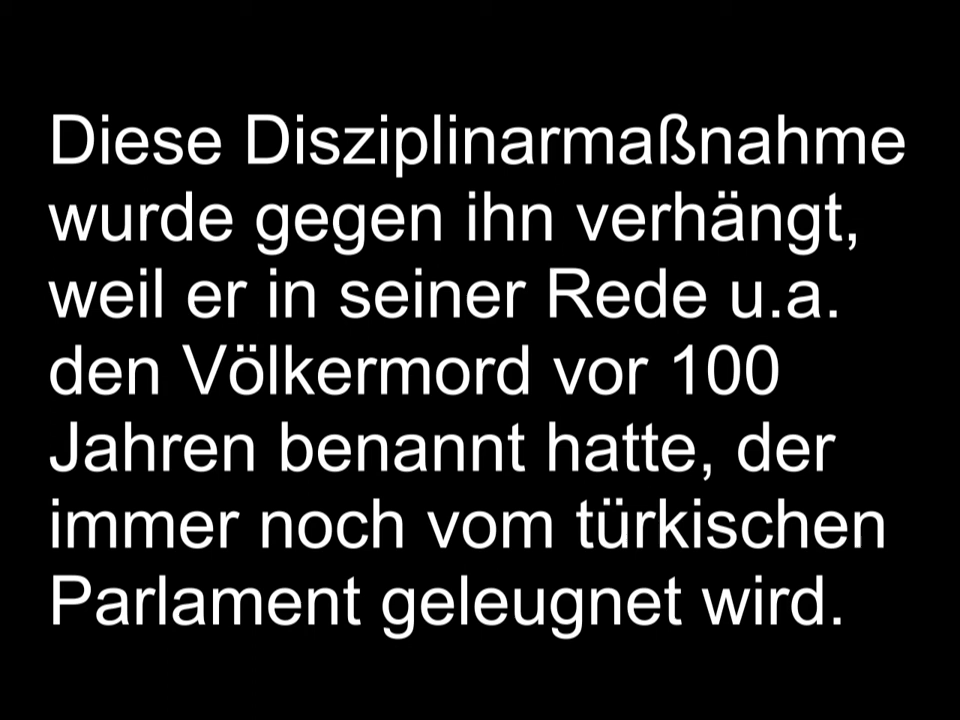 Diese Disziplinarmaßnahme
wurde gegen ihn verhängt,
weil er in seiner Rede u.a.
den Völkermord vor 100
Jahren benannt hatte, der
immer noch vom türkischen
Parlament geleugnet wird.